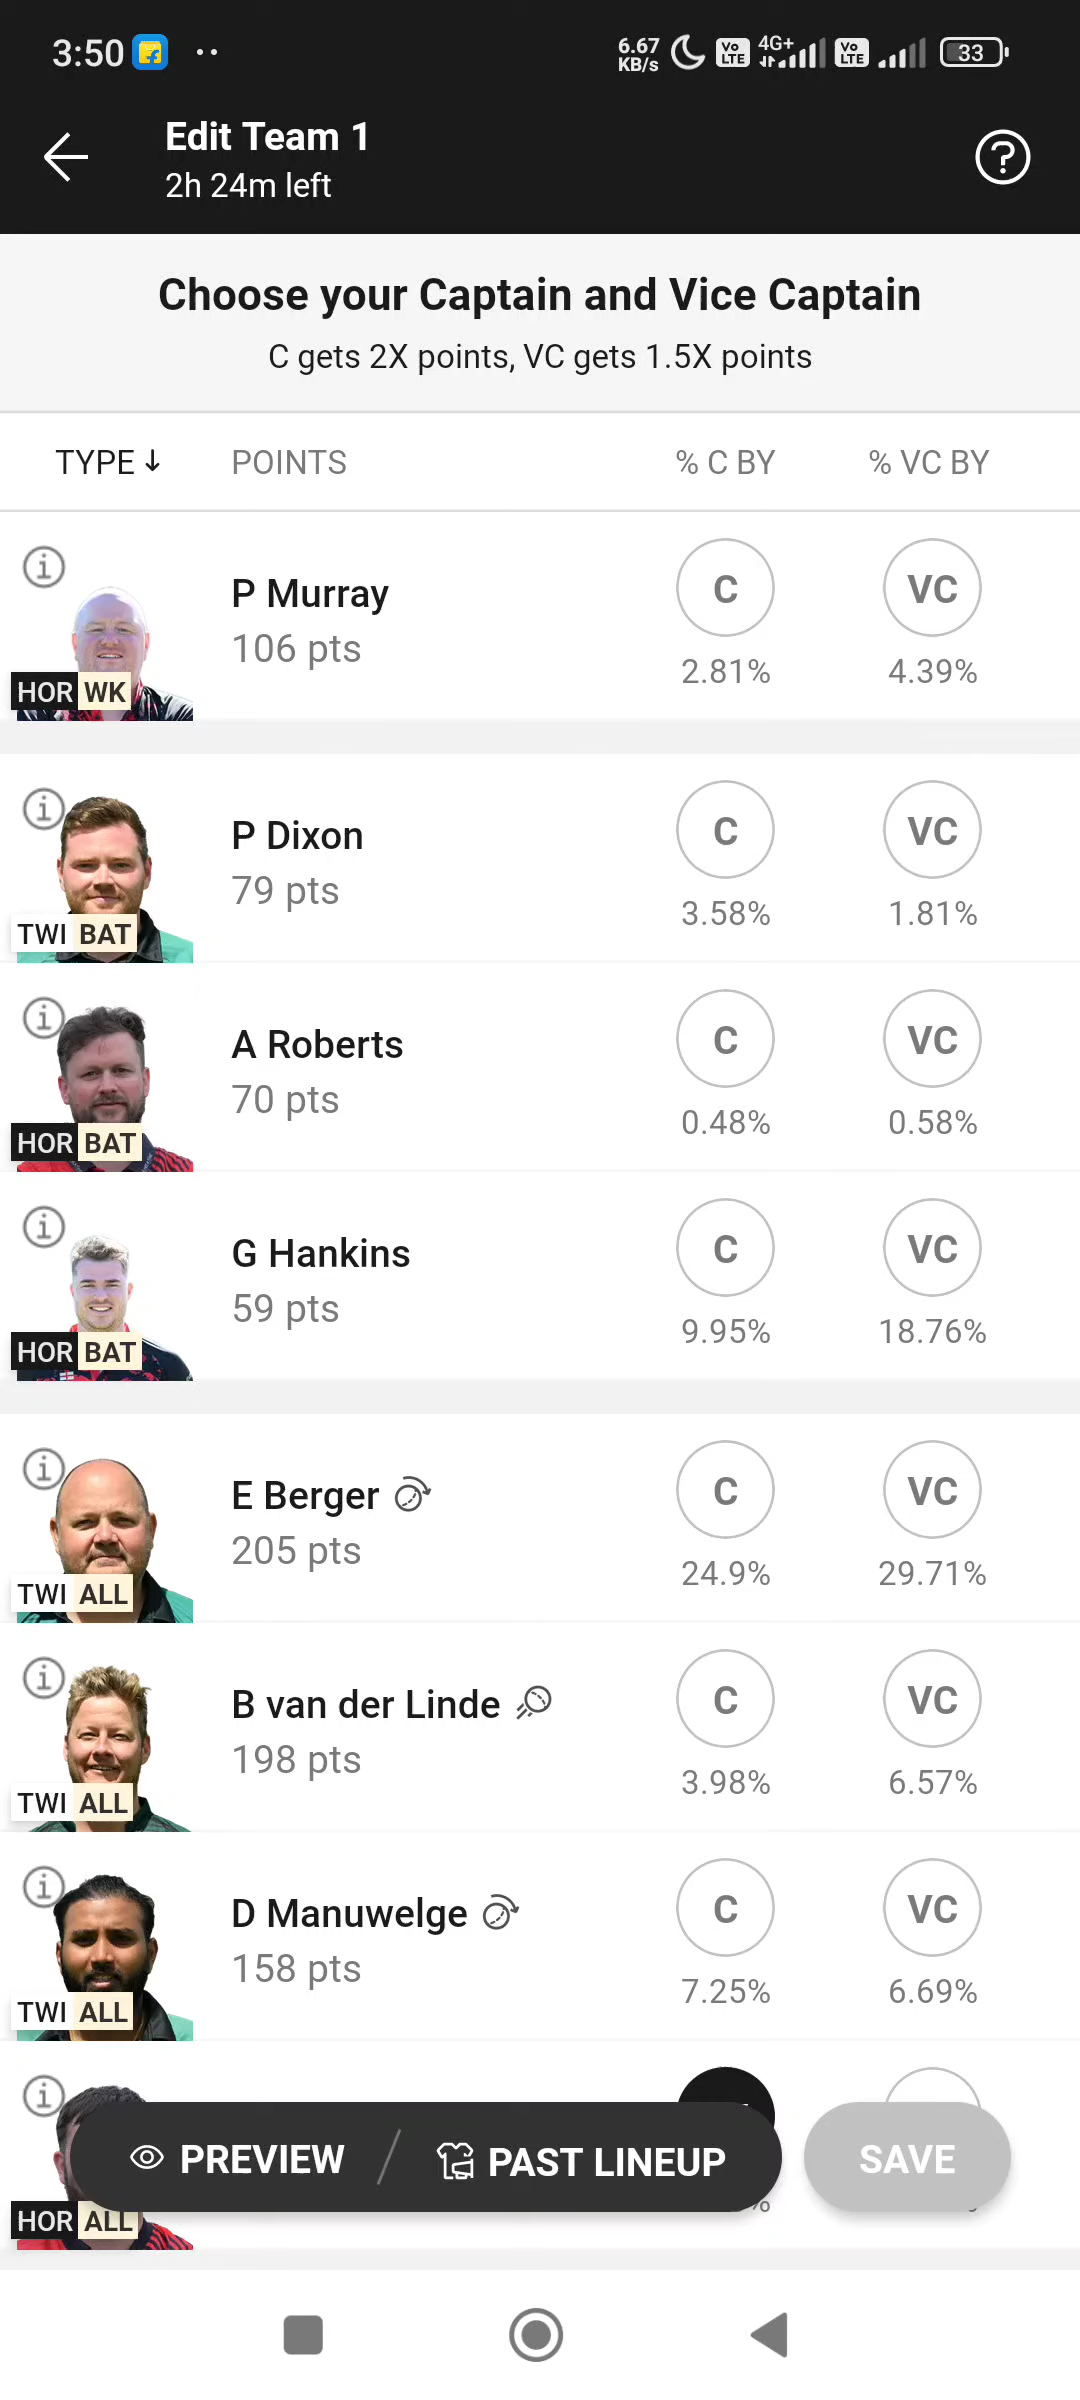 3:50
6.67
KB/s
Vo
LTE
4G+
Vo
LTE
33
Edit Team 1
2h 24m left
?
Choose your Captain and Vice Captain
C gets 2X points, VC gets 1.5X points
TYPE ↓ POINTS % C BY % VC BY
i
P Murray
106 pts
C VC
2.81% 4.39%
HOR WK
i
P Dixon
79 pts
C VC
3.58% 1.81%
TWI BAT
i
A Roberts
70 pts
C VC
0.48% 0.58%
HOR BAT
i
G Hankins
59 pts
C VC
9.95% 18.76%
HOR BAT
i
E Berger
205 pts
C VC
24.9% 29.71%
TWI ALL
i
B van der Linde
198 pts
C VC
3.98% 6.57%
TWI ALL
i
D Manuwelge
158 pts
C VC
7.25% 6.69%
TWI ALL
i
PREVIEW / PAST LINEUP SAVE
HOR ALL